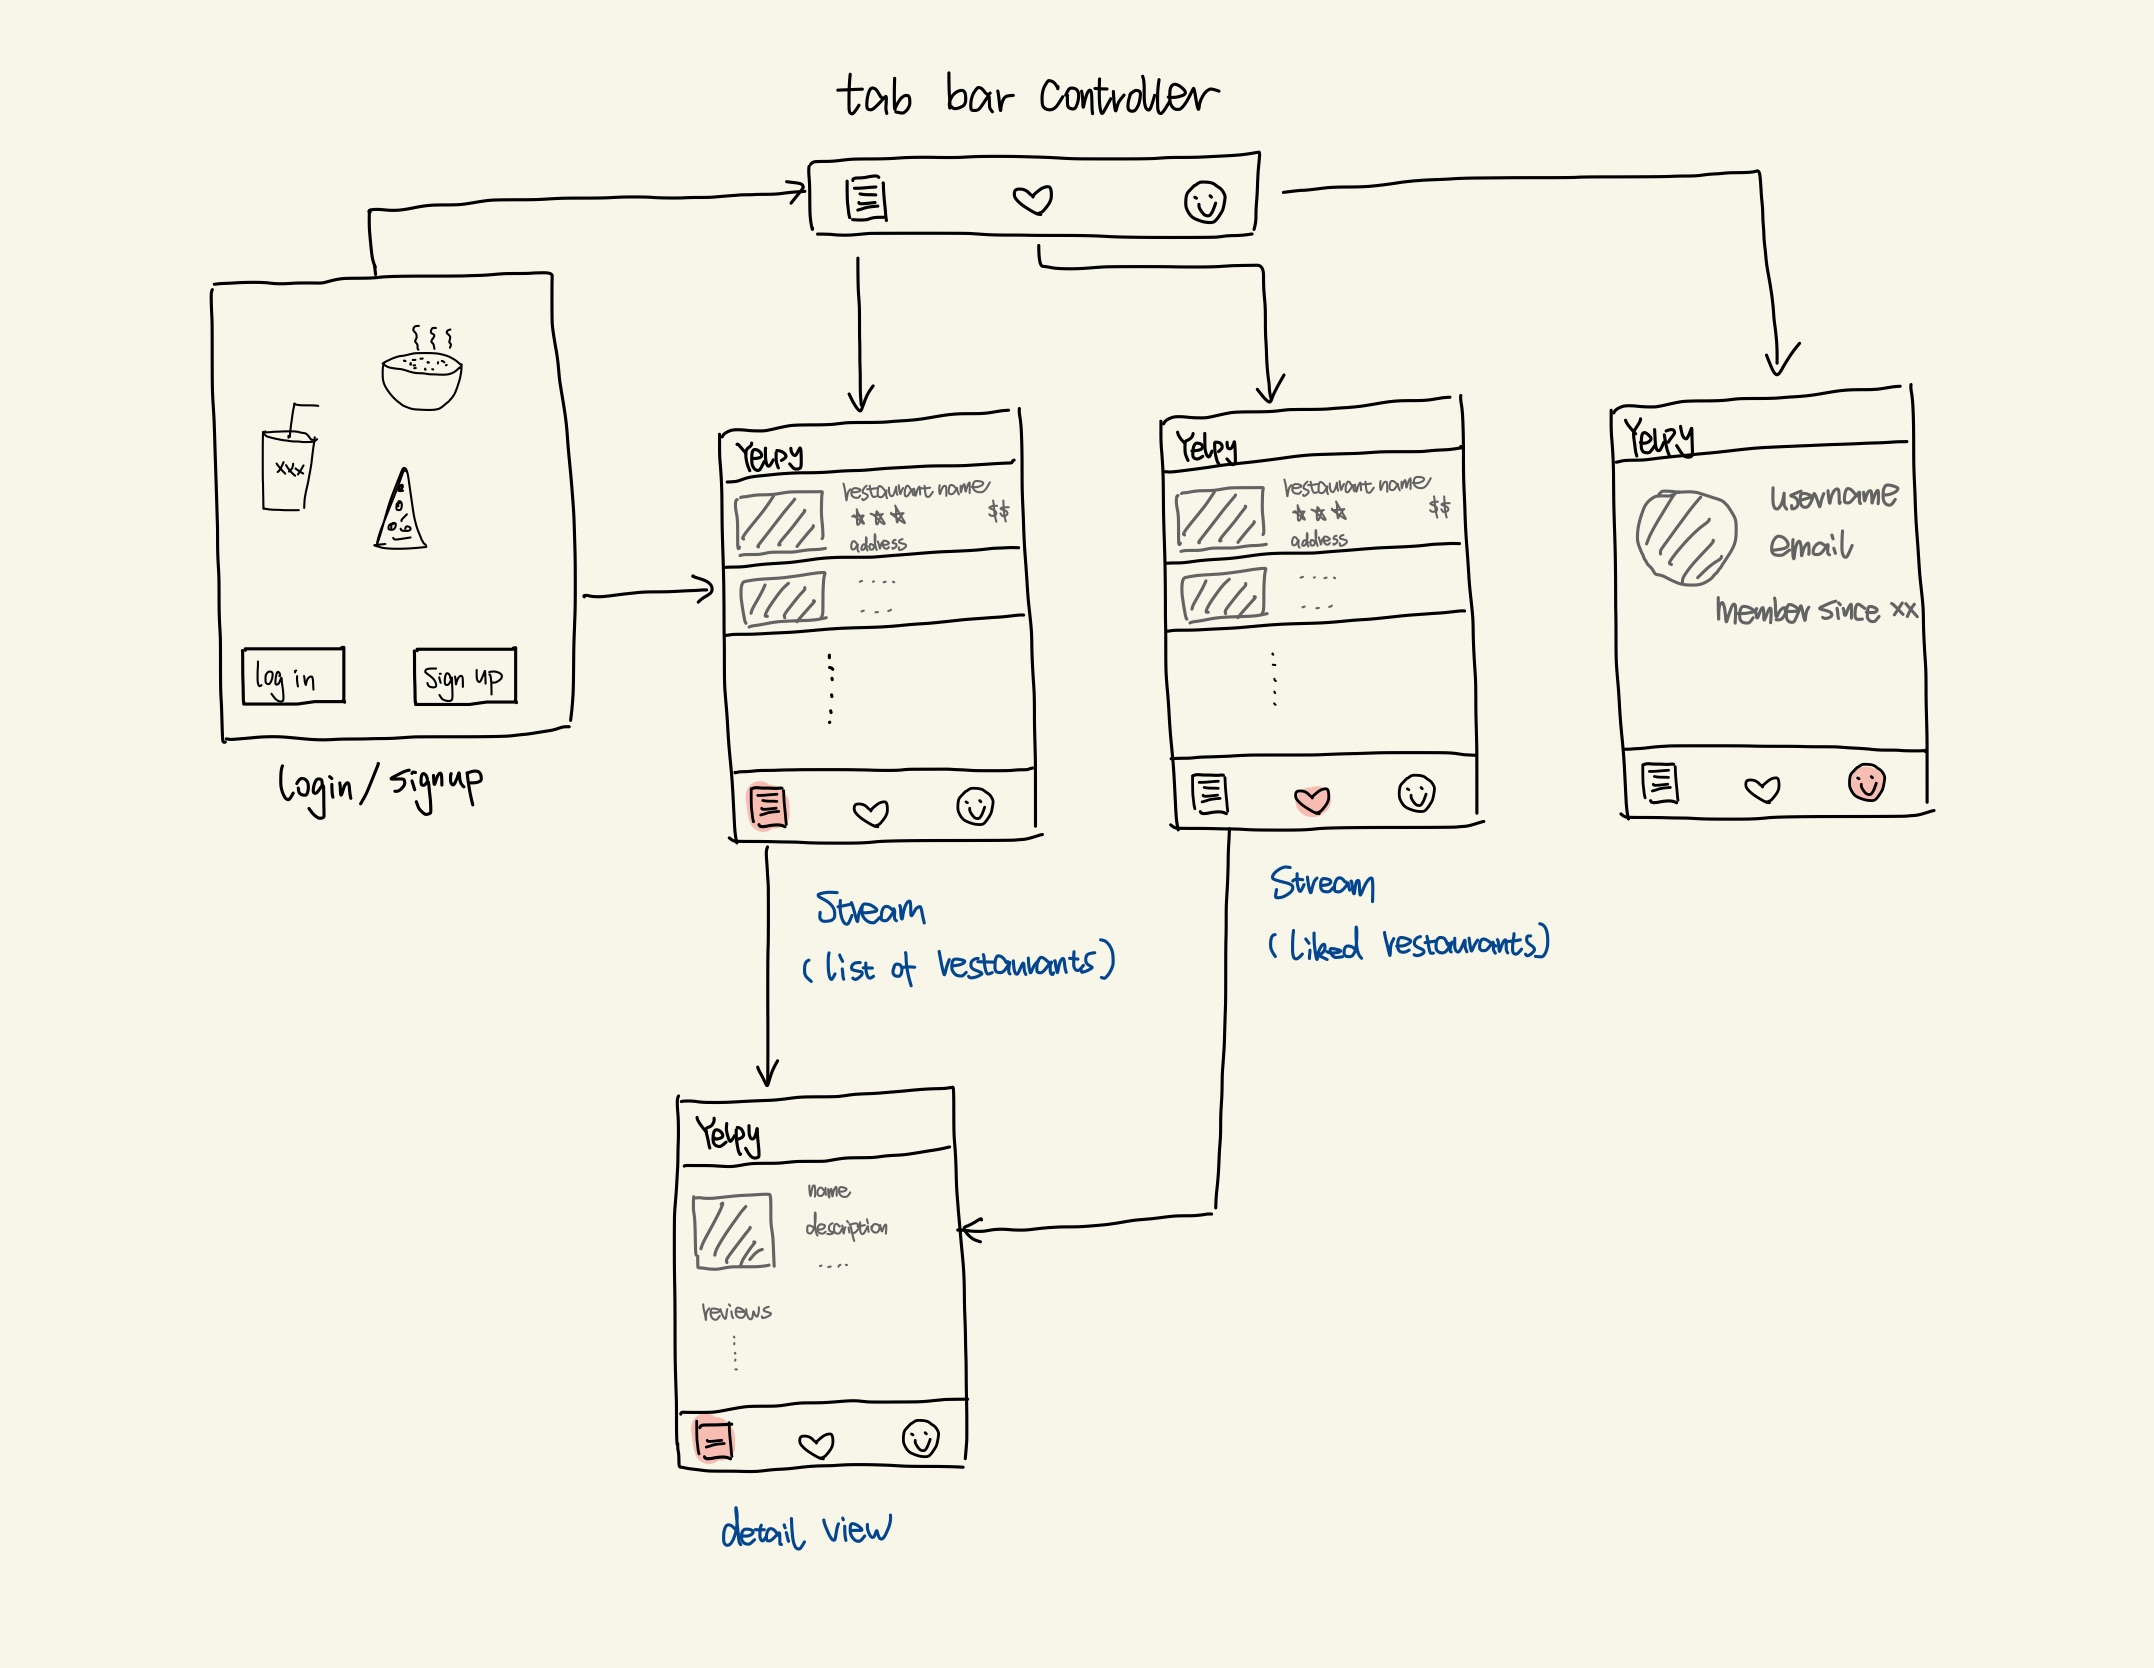 tab bar controller
xxx
log in
sign up
login/signup
Yelpy
restaurant name
$$
address
Stream
(list of restaurants)
Yelpy
restaurant name
$$
address
Stream
(liked restaurants)
Yelpy
username
email
member since xx
Yelpy
name
description
reviews
detail view